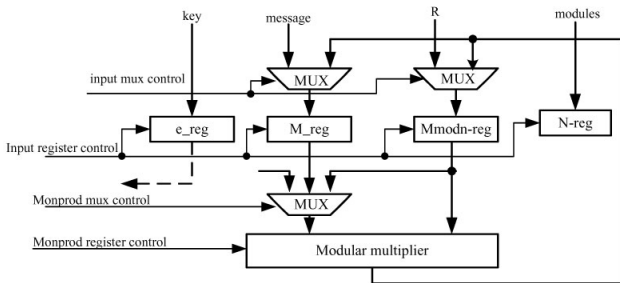 key
message
R
modules
input mux control
MUX
MUX
e_reg
M_reg
Mmodn-reg
N-reg
Input register control
Monprod mux control
MUX
Monprod register control
Modular multiplier